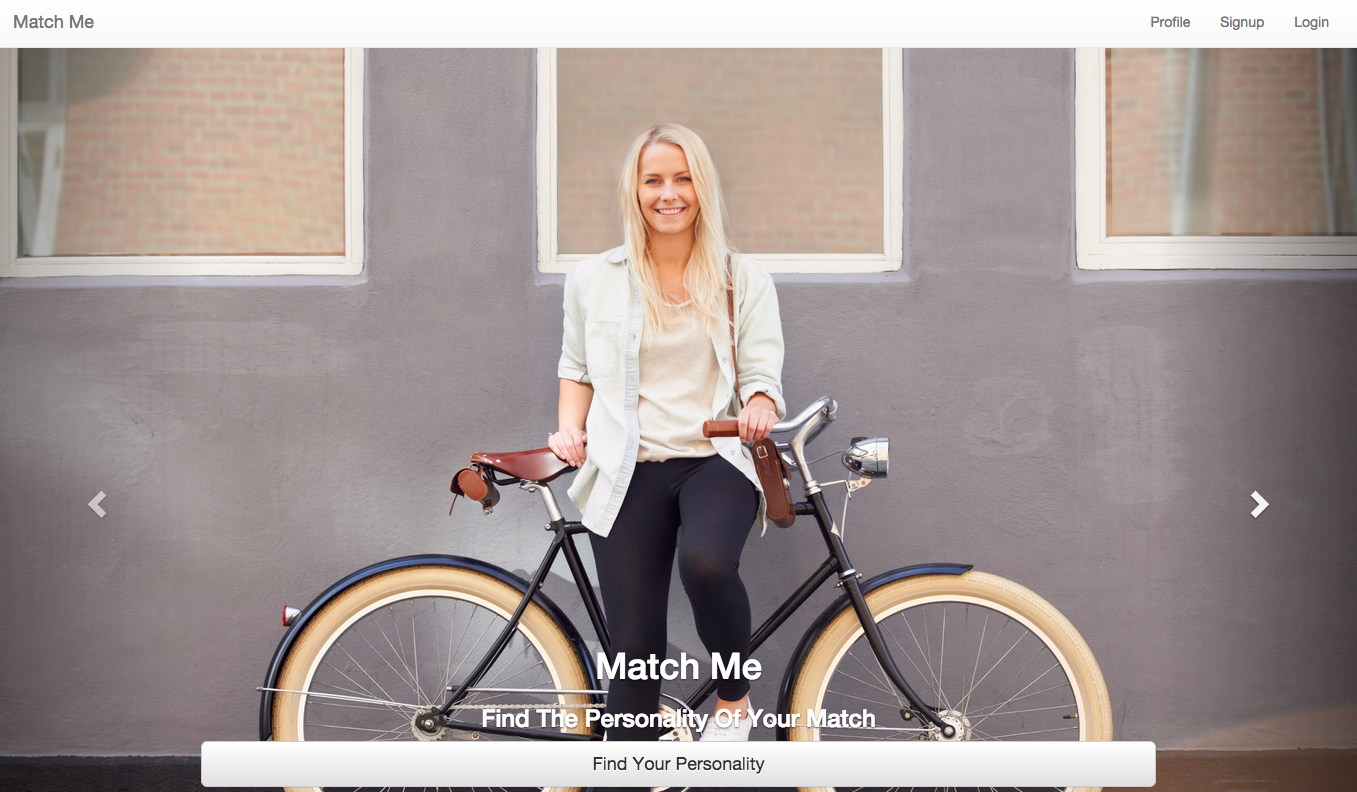 Match Me
Profile Signup Login
Match Me
Find The Personality Of Your Match
Find Your Personality